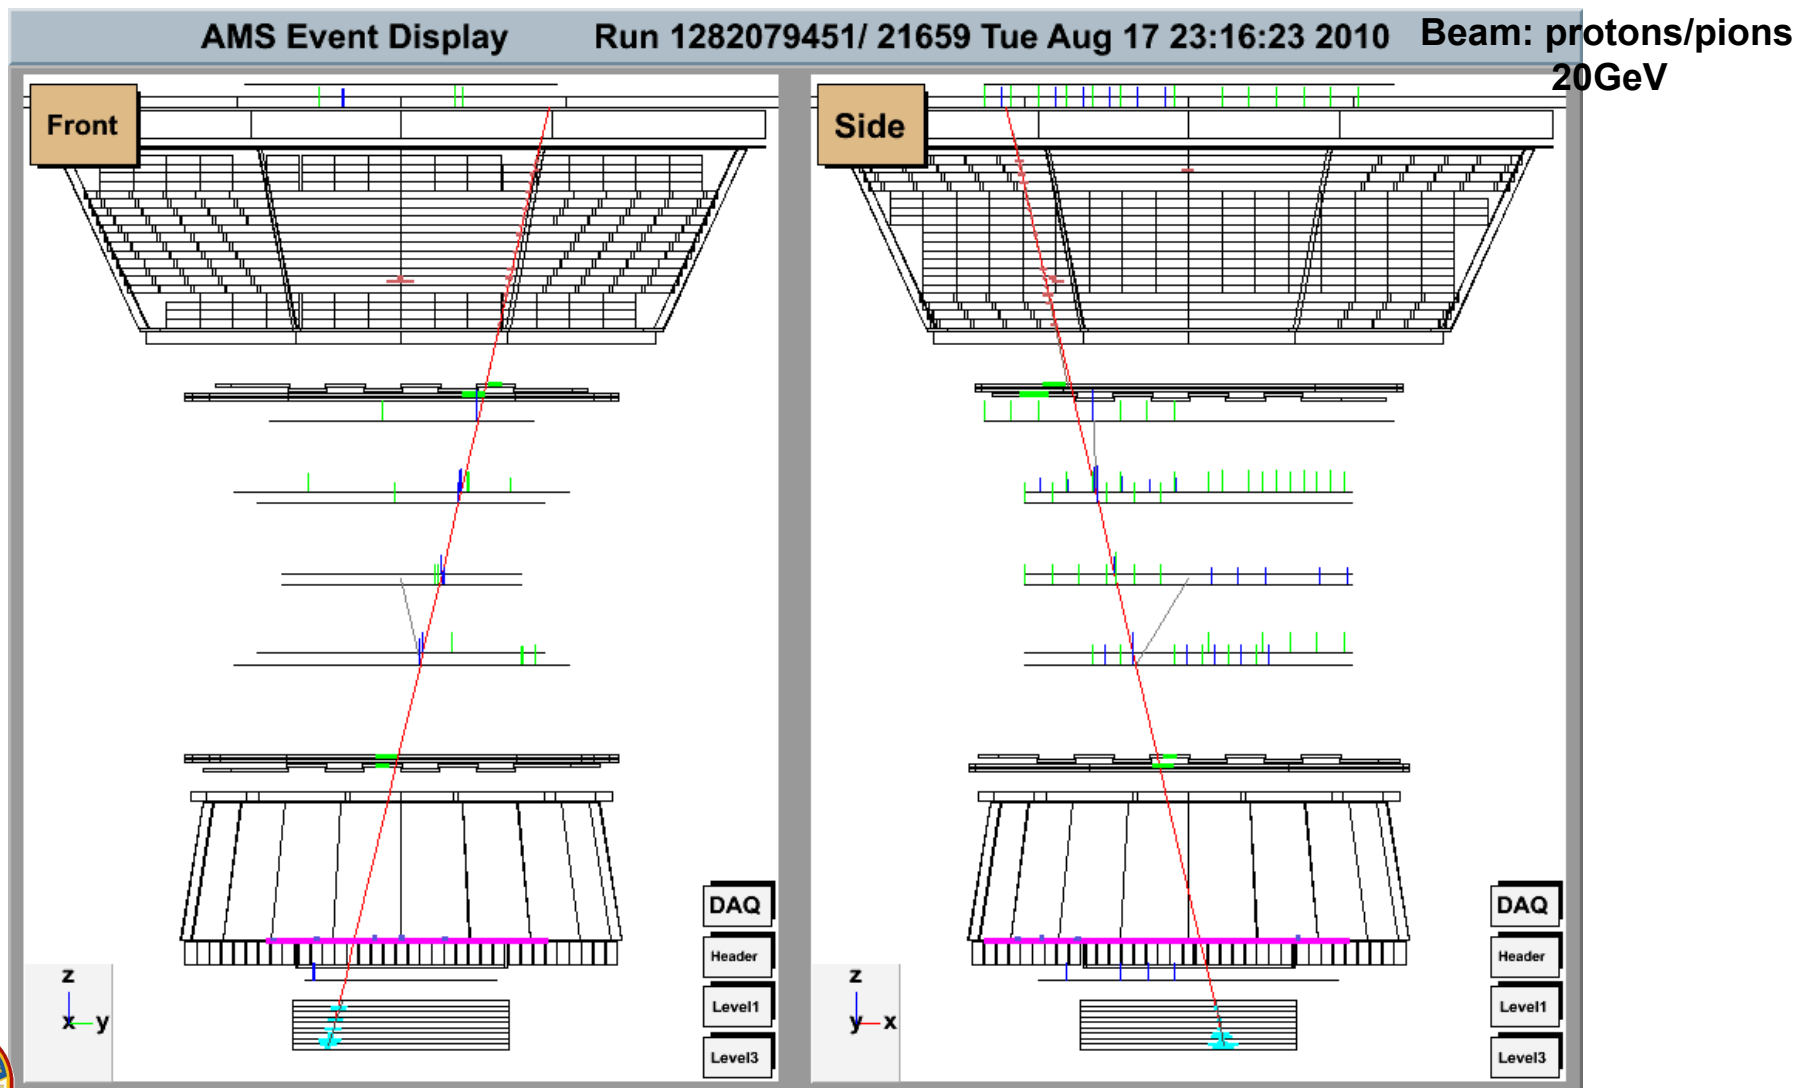 AMS Event Display Run 1282079451/ 21659 Tue Aug 17 23:16:23 2010 Beam: protons/pions
20GeV
Front
Side
DAQ
Header
Level1
Level3
z
x y
DAQ
Header
Level1
Level3
z
y x